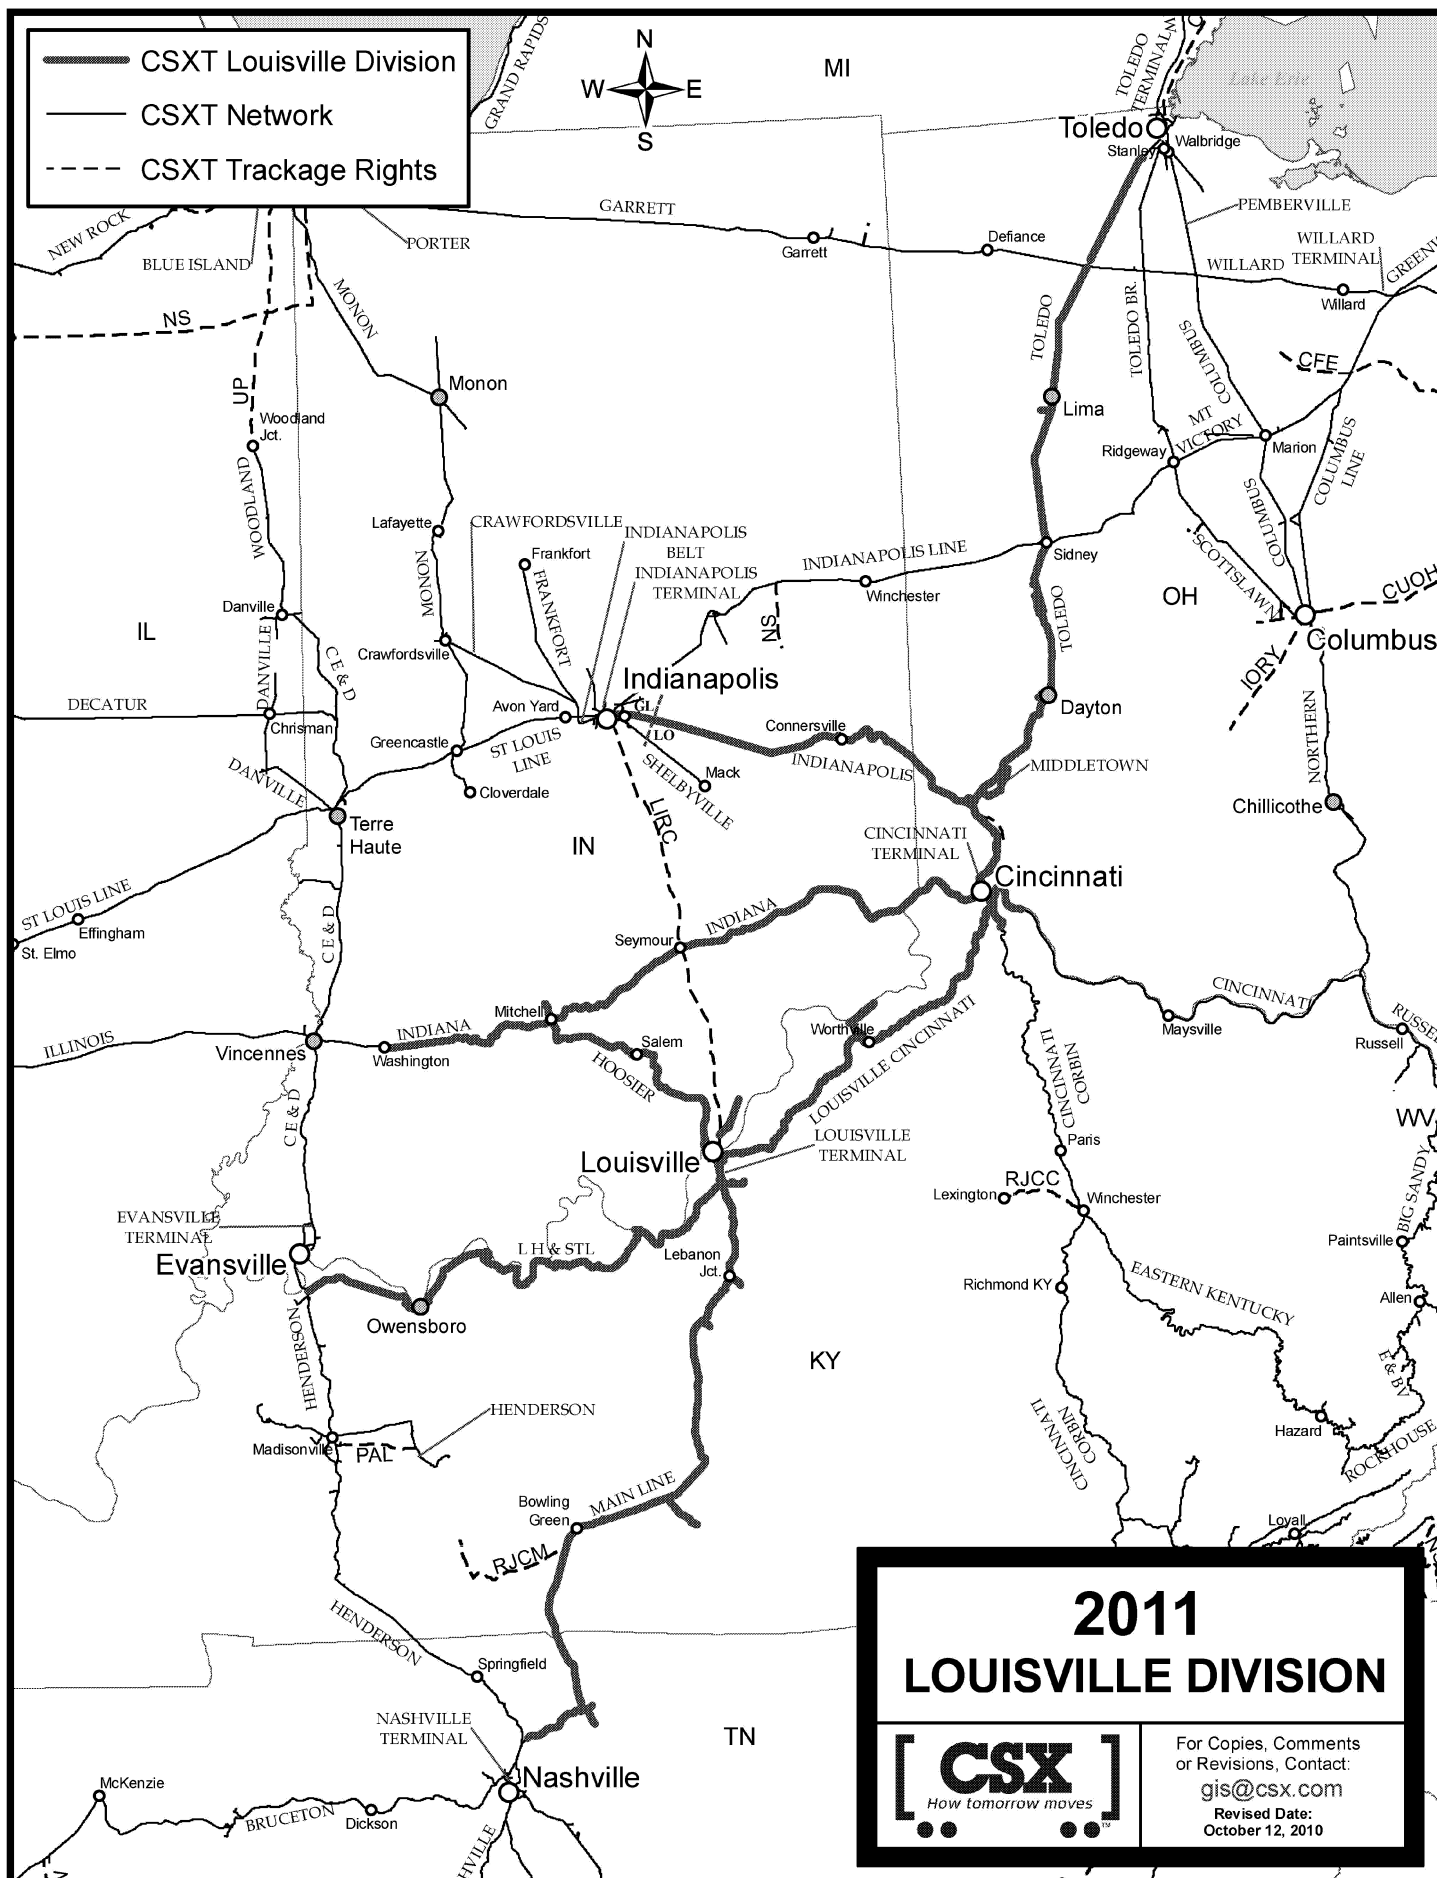 CSXT Louisville Division
CSXT Network
CSXT Trackage Rights
N
W
E
S
MI
GRAND RAPIDS
TOLEDO
TERMINAL
Lake Erie
Toledo
Stanley
Walbridge
NEW ROCK
BLUE ISLAND
PORTER
GARRETT
Garrett
Defiance
PEMBERVILLE
WILLARD
TERMINAL
WILLARD
Willard
NS
MONON
TOLEDO
TOLEDO BR.
COLUMBUS
CFE
UP
Woodland
Jct.
Monon
Lima
MT
VICTORY
Ridgeway
Marion
COLUMBUS
LINE
WOODLAND
Lafayette
CRAWFORDSVILLE
Frankfort
INDIANAPOLIS
BELT
INDIANAPOLIS
TERMINAL
INDIANAPOLIS LINE
Sidney
COLUMBUS
SCOTTSLAWN
Winchester
NS
OH
CUOH
Danville
IL
MONON
FRANKFORT
TOLEDO
Columbus
Crawfordsville
DANVILLE
C E & D
IORY
Indianapolis
DECATUR
Chrisman
Avon Yard
GL
LO
Connersville
Dayton
NORTHERN
Greencastle
ST LOUIS
LINE
SHELBYVILLE
Mack
INDIANAPOLIS
MIDDLETOWN
DANVILLE
Cloverdale
Chillicothe
Terre
Haute
LIRC
IN
CINCINNATI
TERMINAL
Cincinnati
ST LOUIS LINE
Effingham
St. Elmo
C E & D
INDIANA
Seymour
CINCINNATI
Maysville
Mitchell
INDIANA
ILLINOIS
Vincennes
Washington
Salem
HOOSIER
Worthville
LOUISVILLE CINCINNATI
Russell
C E & D
CINCINNATI
CORBIN
WV
Louisville
LOUISVILLE
TERMINAL
Paris
Lexington
RJCC
Winchester
BIG SANDY
EVANSVILLE
TERMINAL
Evansville
L H & STL
Lebanon
Jct.
Paintsville
Richmond KY
EASTERN KENTUCKY
Allen
Owensboro
HENDERSON
KY
E & BV
HENDERSON
Madisonville
PAL
CINCINNATI
CORBIN
Hazard
ROCKHOUSE
Bowling
Green
MAIN LINE
Loyall
RJCM
HENDERSON
Springfield
NASHVILLE
TERMINAL
TN
Nashville
McKenzie
BRUCETON
Dickson
2011
LOUISVILLE DIVISION
CSX
How tomorrow moves
TM
For Copies, Comments
or Revisions, Contact:
gis@csx.com
Revised Date:
October 12, 2010